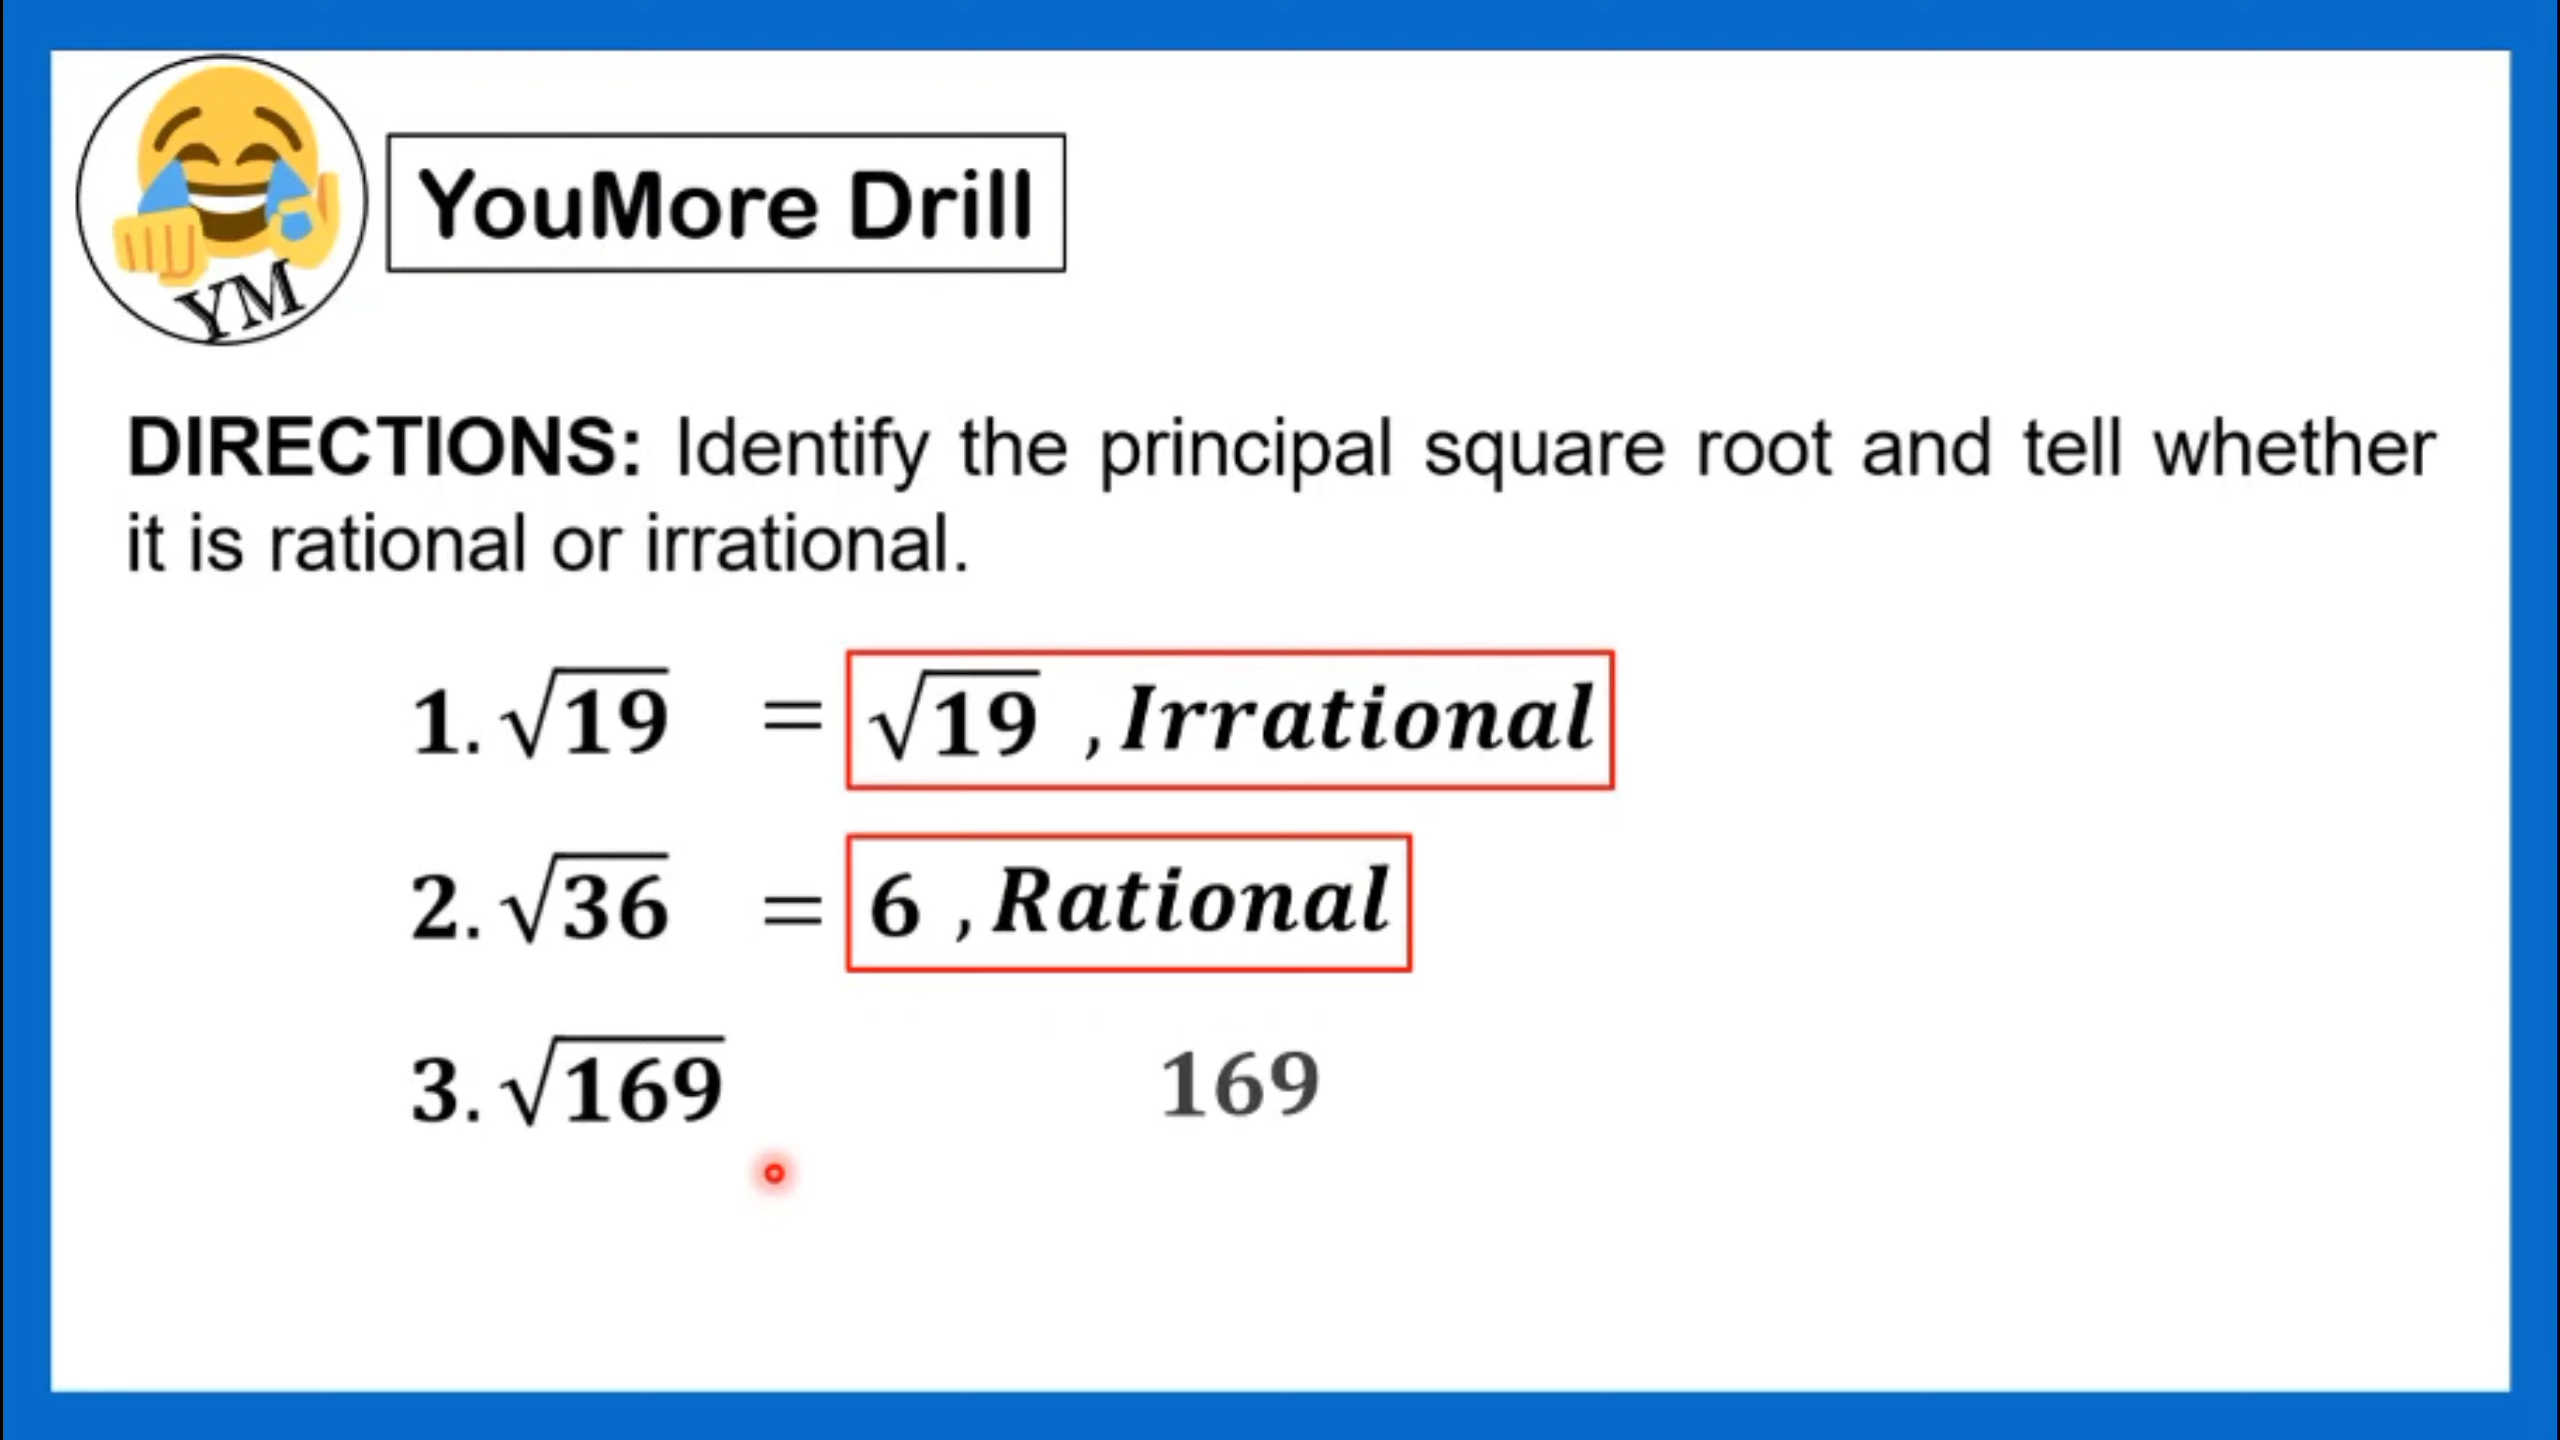 YM
YouMore Drill
DIRECTIONS: Identify the principal square root and tell whether
it is rational or irrational.
1. √19 = √19 , Irrational
2. √36 = 6 , Rational
3. √169 169